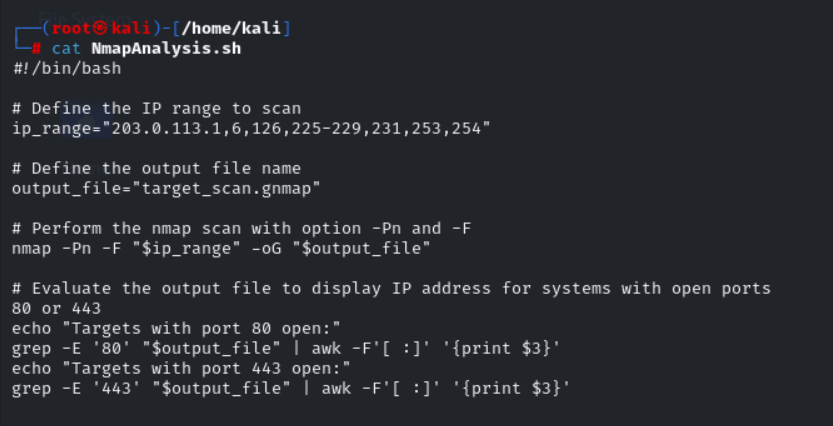 File System
┌──(root㉿kali)-[/home/kali]
└─# cat NmapAnalysis.sh
#!/bin/bash
# Define the IP range to scan
ip_range="203.0.113.1,6,126,225-229,231,253,254"
# Define the output file name
output_file="target_scan.gnmap"
# Perform the nmap scan with option -Pn and -F
nmap -Pn -F "$ip_range" -oG "$output_file"
# Evaluate the output file to display IP address for systems with open ports
80 or 443
echo "Targets with port 80 open:"
grep -E '80' "$output_file" | awk -F'[ :]' '{print $3}'
echo "Targets with port 443 open:"
grep -E '443' "$output_file" | awk -F'[ :]' '{print $3}'